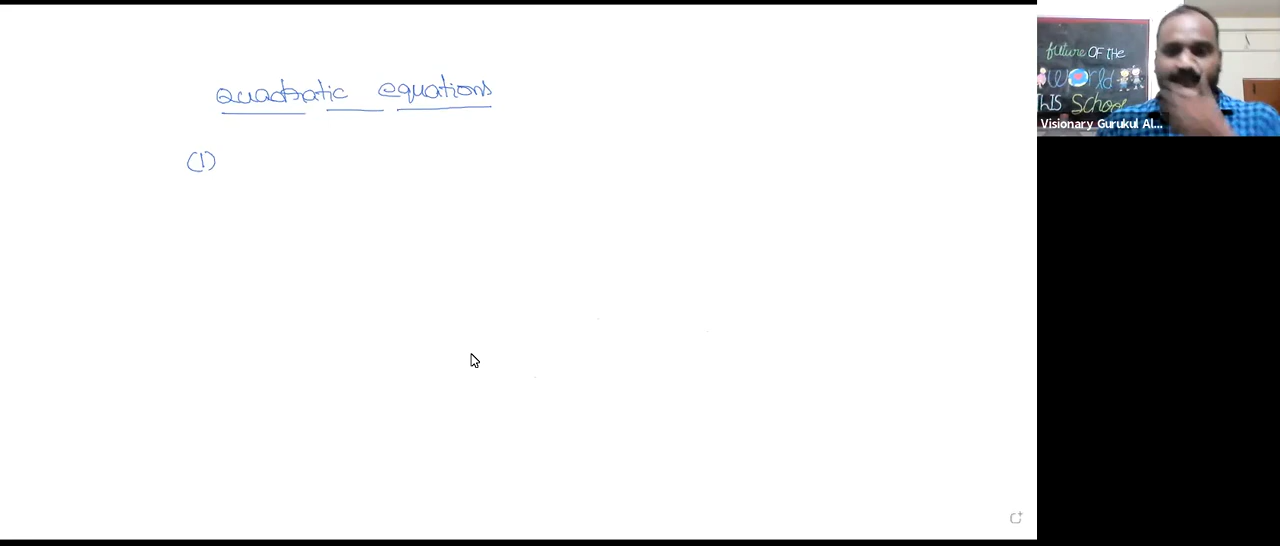 Quadratic equations
(1)
future OF the
World
THIS School
Visionary Gurukul Al...